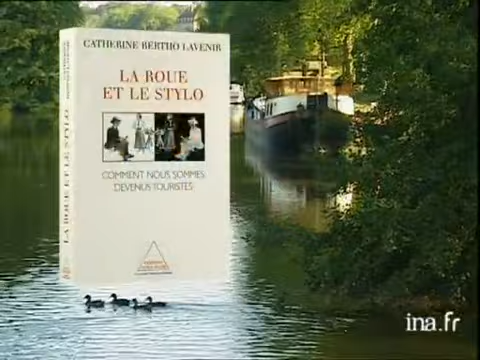 CATHERINE BERTHO LAVENIR
LA ROUE
ET LE STYLO
COMMENT NOUS SOMMES
DEVENUS TOURISTES
LA ROUE ET LE STYLO
ina.fr